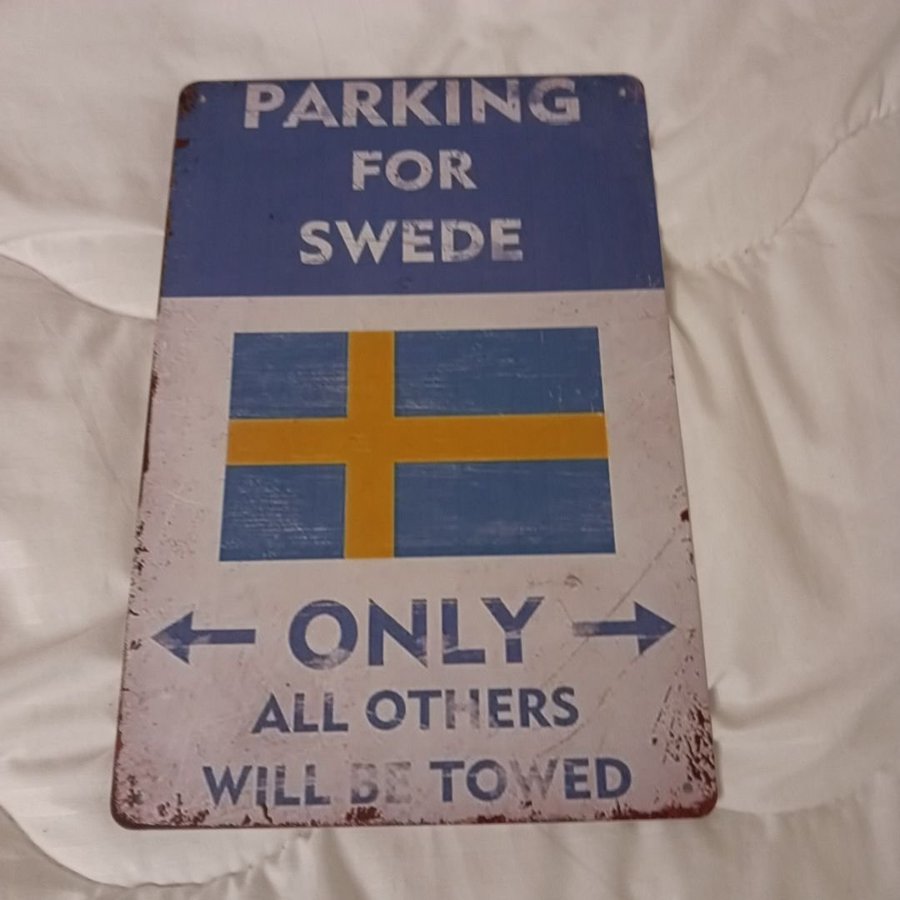 PARKING
FOR
SWEDE
ONLY
ALL OTHERS
WILL BE TOWED